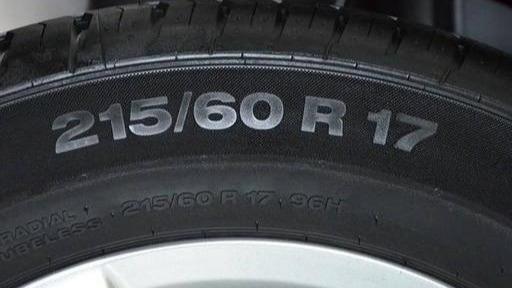 215/60 R 17
RADIAL
TUBELESS
215/60 R 17 96H